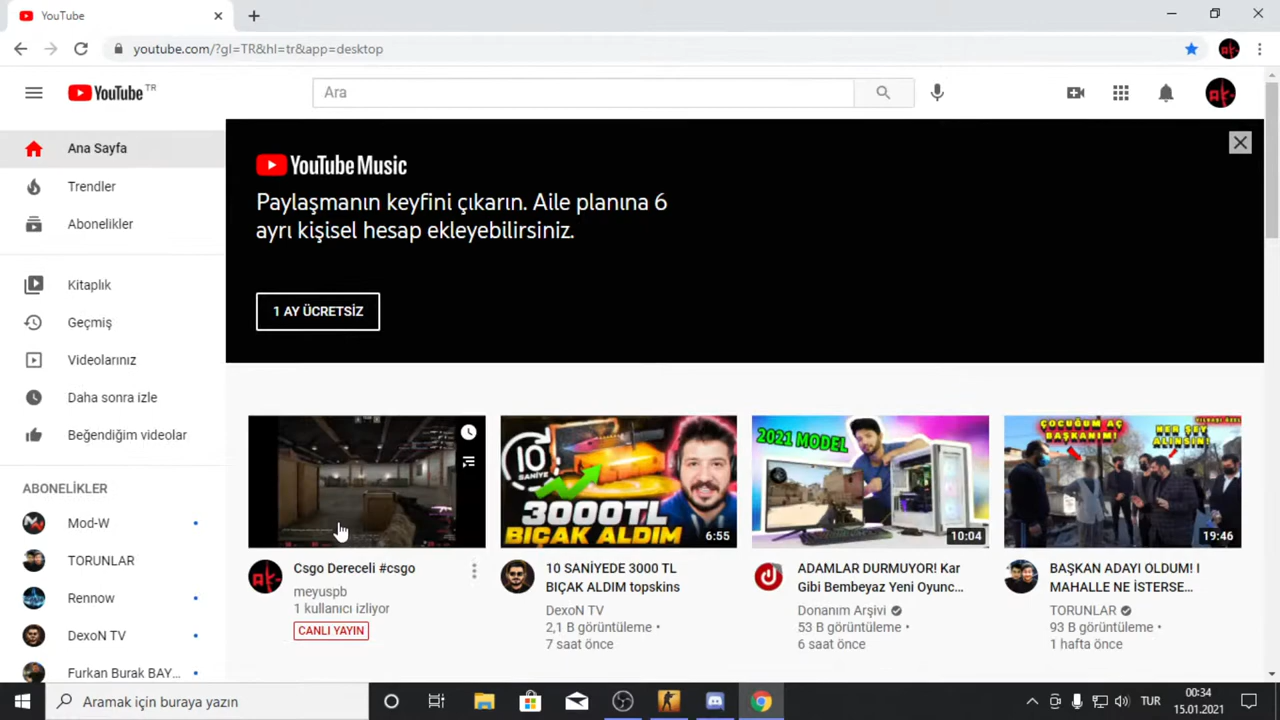 YouTube
youtube.com/?gl=TR&hl=tr&app=desktop
YouTube TR
Ara
Ana Sayfa
Trendler
Abonelikler
Kitaplık
Geçmiş
Videolarınız
Daha sonra izle
Beğendiğim videolar
ABONELİKLER
Mod-W
TORUNLAR
Rennow
DexoN TV
Furkan Burak BAY...
YouTube Music
Paylaşmanın keyfini çıkarın. Aile planına 6
ayrı kişisel hesap ekleyebilirsiniz.
1 AY ÜCRETSİZ
Csgo Dereceli #csgo
meyuspb
1 kullanıcı izliyor
CANLI YAYIN
10
SANİYE
3000TL
BIÇAK ALDIM
6:55
10 SANİYEDE 3000 TL
BIÇAK ALDIM topskins
DexoN TV
2,1 B görüntüleme •
7 saat önce
2021 MODEL
10:04
ADAMLAR DURMUYOR! Kar
Gibi Bembeyaz Yeni Oyunc...
Donanım Arşivi
53 B görüntüleme •
6 saat önce
ÇOCUĞUM AÇ
BAŞKANIM!
HER ŞEY
ALINSIN!
19:46
BAŞKAN ADAYI OLDUM! I
MAHALLE NE İSTERSE...
TORUNLAR
93 B görüntüleme •
1 hafta önce
Aramak için buraya yazın
TUR
00:34
15.01.2021